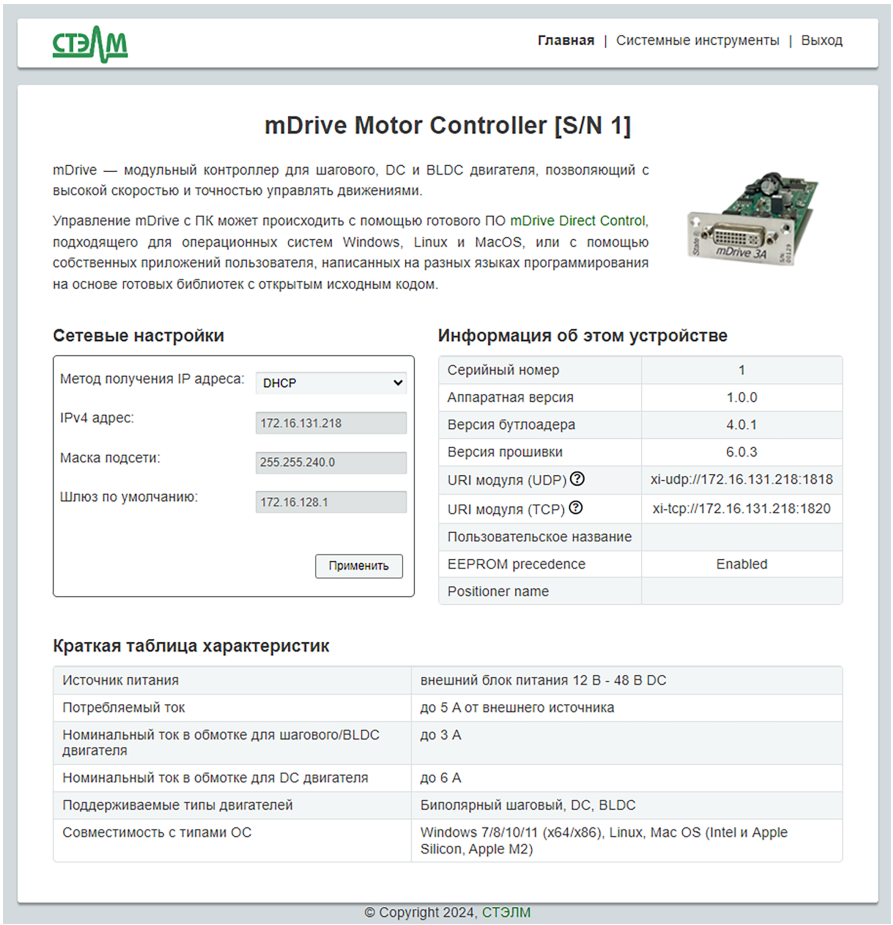 СТЭЛМ
Главная | Системные инструменты | Выход
mDrive Motor Controller [S/N 1]
mDrive — модульный контроллер для шагового, DC и BLDC двигателя, позволяющий с
высокой скоростью и точностью управлять движениями.
Управление mDrive с ПК может происходить с помощью готового ПО mDrive Direct Control,
подходящего для операционных систем Windows, Linux и MacOS, или с помощью
собственных приложений пользователя, написанных на разных языках программирования
на основе готовых библиотек с открытым исходным кодом.
mDrive 3A
Сетевые настройки
Метод получения IP адреса: DHCP
IPv4 адрес: 172.16.131.218
Маска подсети: 255.255.240.0
Шлюз по умолчанию: 172.16.128.1
Применить
Информация об этом устройстве
Серийный номер 1
Аппаратная версия 1.0.0
Версия бутлоадера 4.0.1
Версия прошивки 6.0.3
URI модуля (UDP) ? xi-udp://172.16.131.218:1818
URI модуля (TCP) ? xi-tcp://172.16.131.218:1820
Пользовательское название
EEPROM precedence Enabled
Positioner name
Краткая таблица характеристик
Источник питания внешний блок питания 12 В - 48 В DC
Потребляемый ток до 5 А от внешнего источника
Номинальный ток в обмотке для шагового/BLDC до 3 А
двигателя
Номинальный ток в обмотке для DC двигателя до 6 А
Поддерживаемые типы двигателей Биполярный шаговый, DC, BLDC
Совместимость с типами ОС Windows 7/8/10/11 (x64/x86), Linux, Mac OS (Intel и Apple
Silicon, Apple M2)
© Copyright 2024, СТЭЛМ